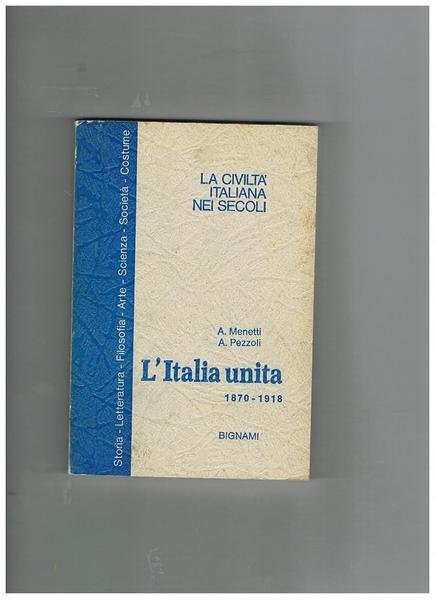 Storia - Letteratura - Filosofia - Arte - Scienza - Società - Costume
LA CIVILTA'
ITALIANA
NEI SECOLI
A. Menetti
A. Pezzoli
L'Italia unita
1870 - 1918
BIGNAMI